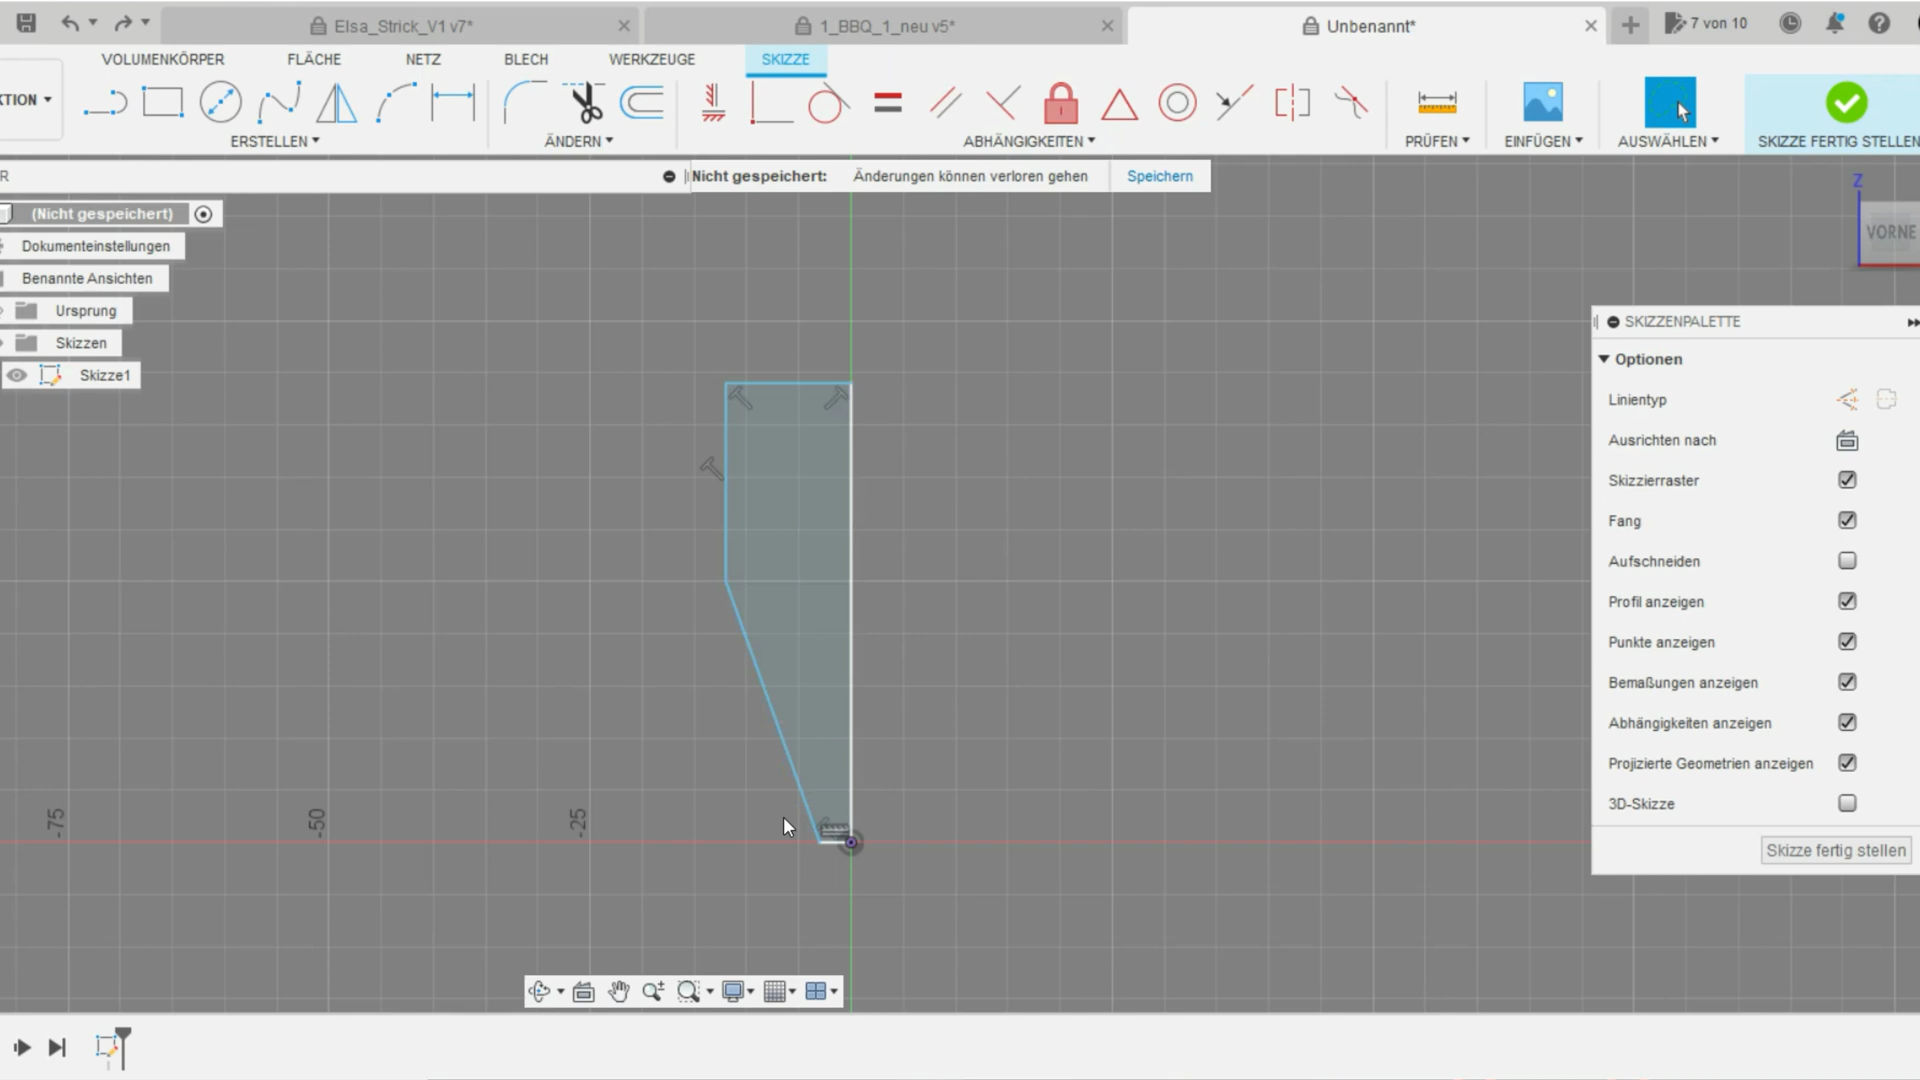 Elsa_Strick_V1 v7*
1_BBQ_1_neu v5*
Unbenannt*
7 von 10
VOLUMENKÖRPER
FLÄCHE
NETZ
BLECH
WERKZEUGE
SKIZZE
KTION
ERSTELLEN
ÄNDERN
ABHÄNGIGKEITEN
PRÜFEN
EINFÜGEN
AUSWÄHLEN
SKIZZE FERTIG STELLEN
R
Nicht gespeichert:
Änderungen können verloren gehen
Speichern
(Nicht gespeichert)
Dokumenteinstellungen
Benannte Ansichten
Ursprung
Skizzen
Skizze1
Z
VORNE
SKIZZENPALETTE
Optionen
Linientyp
Ausrichten nach
Skizzierraster
Fang
Aufschneiden
Profil anzeigen
Punkte anzeigen
Bemaßungen anzeigen
Abhängigkeiten anzeigen
Projizierte Geometrien anzeigen
3D-Skizze
Skizze fertig stellen
-75
-50
-25